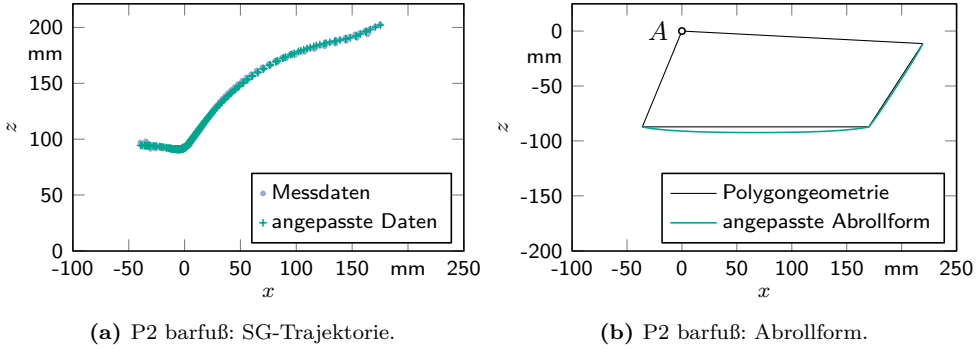 200
mm
150
100
50
0
z
-100
-50
0
50
100
150
mm
250
x
Messdaten
angepasste Daten
(a) P2 barfuß: SG-Trajektorie.
0
mm
-50
-100
-150
-200
z
A
-100
-50
0
50
100
150
mm
250
x
Polygongeometrie
angepasste Abrollform
(b) P2 barfuß: Abrollform.